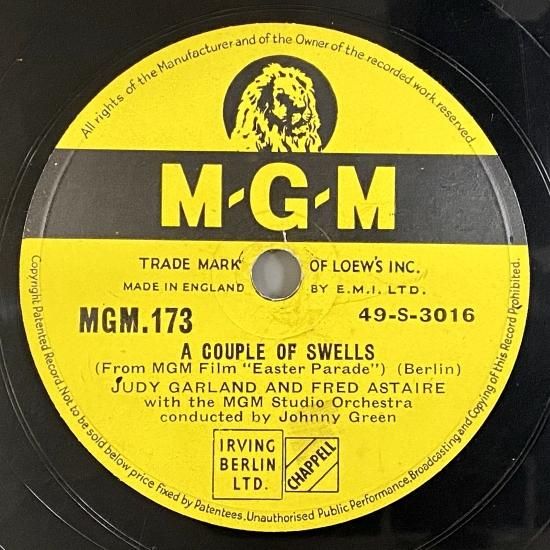 All rights of the Manufacturer and of the Owner of the recorded work reserved
M-G-M
TRADE MARK OF LOEW'S INC.
MADE IN ENGLAND BY E.M.I. LTD.
MGM.173 49-S-3016
A COUPLE OF SWELLS
(From MGM Film "Easter Parade") (Berlin)
JUDY GARLAND AND FRED ASTAIRE
with the MGM Studio Orchestra
conducted by Johnny Green
IRVING
BERLIN
LTD.
CHAPPELL
Copyright Patented Record. Not to be sold below price fixed by Patentees. Unauthorised Public Performance, Broadcasting and Copying of this Record Prohibited.